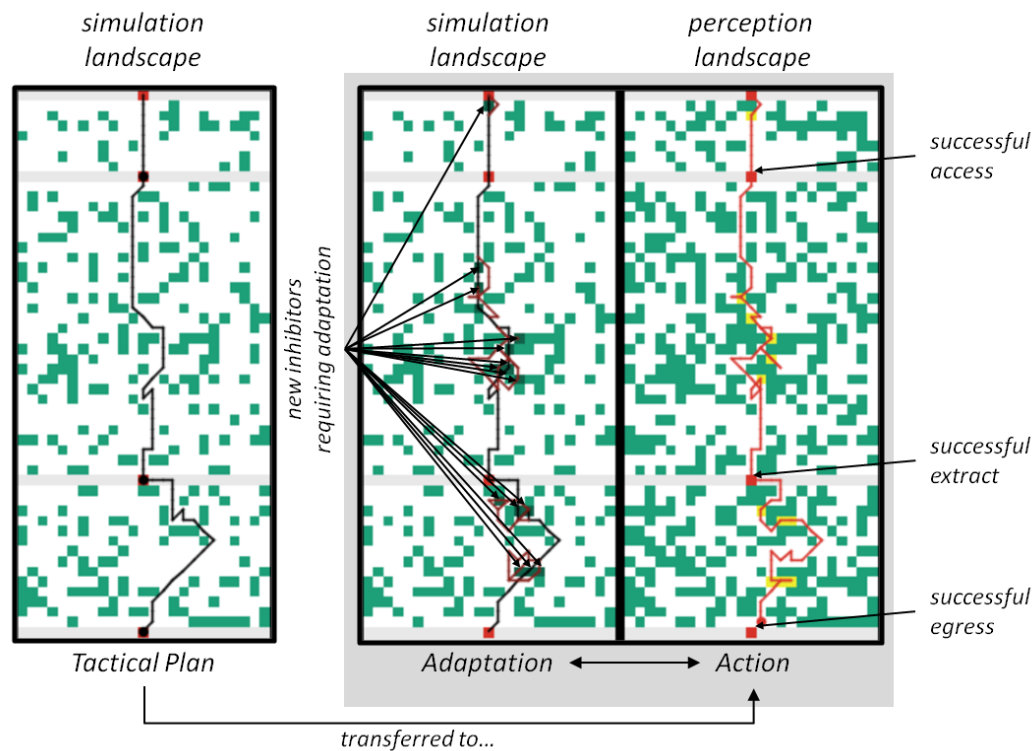 simulation
landscape
simulation
landscape
perception
landscape
new inhibitors
requiring adaptation
successful
access
successful
extract
successful
egress
Tactical Plan
Adaptation
Action
transferred to...